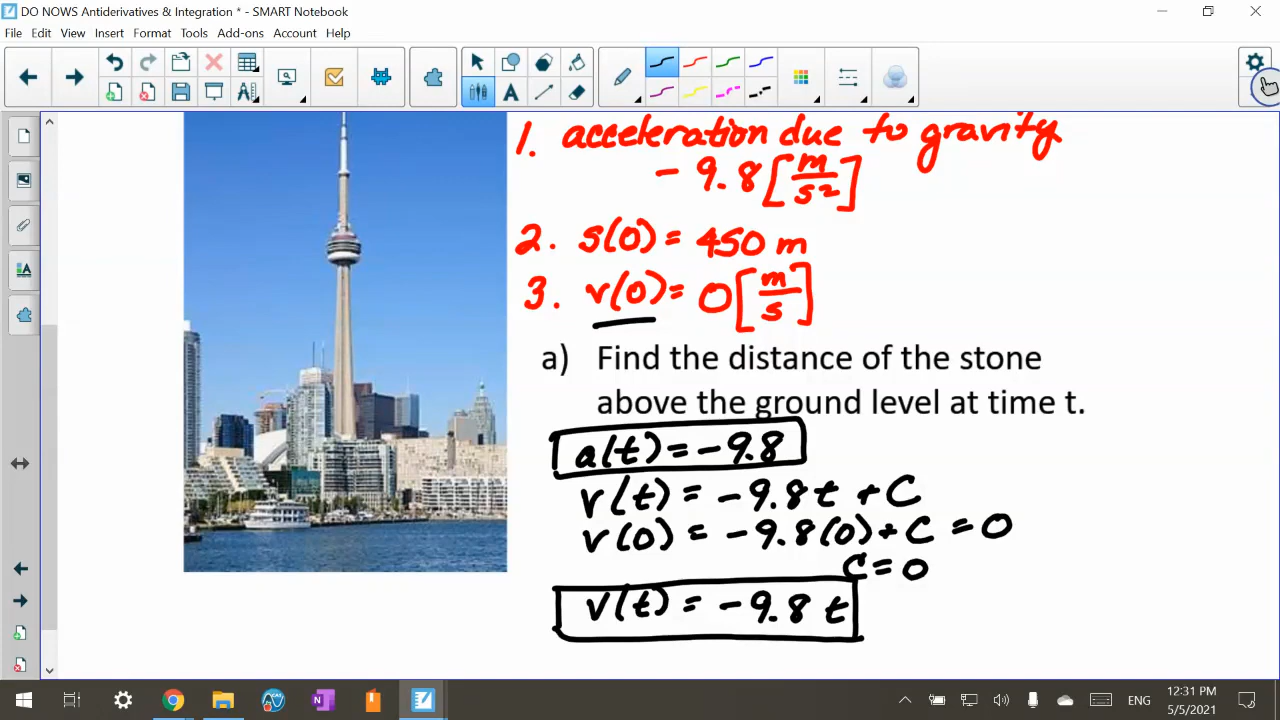 DO NOWS Antiderivatives & Integration * - SMART Notebook
File Edit View Insert Format Tools Add-ons Account Help
1. acceleration due to gravity
-9.8 [m/s²]
2. s(0) = 450 m
3. v(0) = 0 [m/s]
a) Find the distance of the stone
above the ground level at time t.
a(t) = -9.8
v(t) = -9.8t + C
v(0) = -9.8(0) + C = 0
C = 0
v(t) = -9.8t
ENG
12:31 PM
5/5/2021